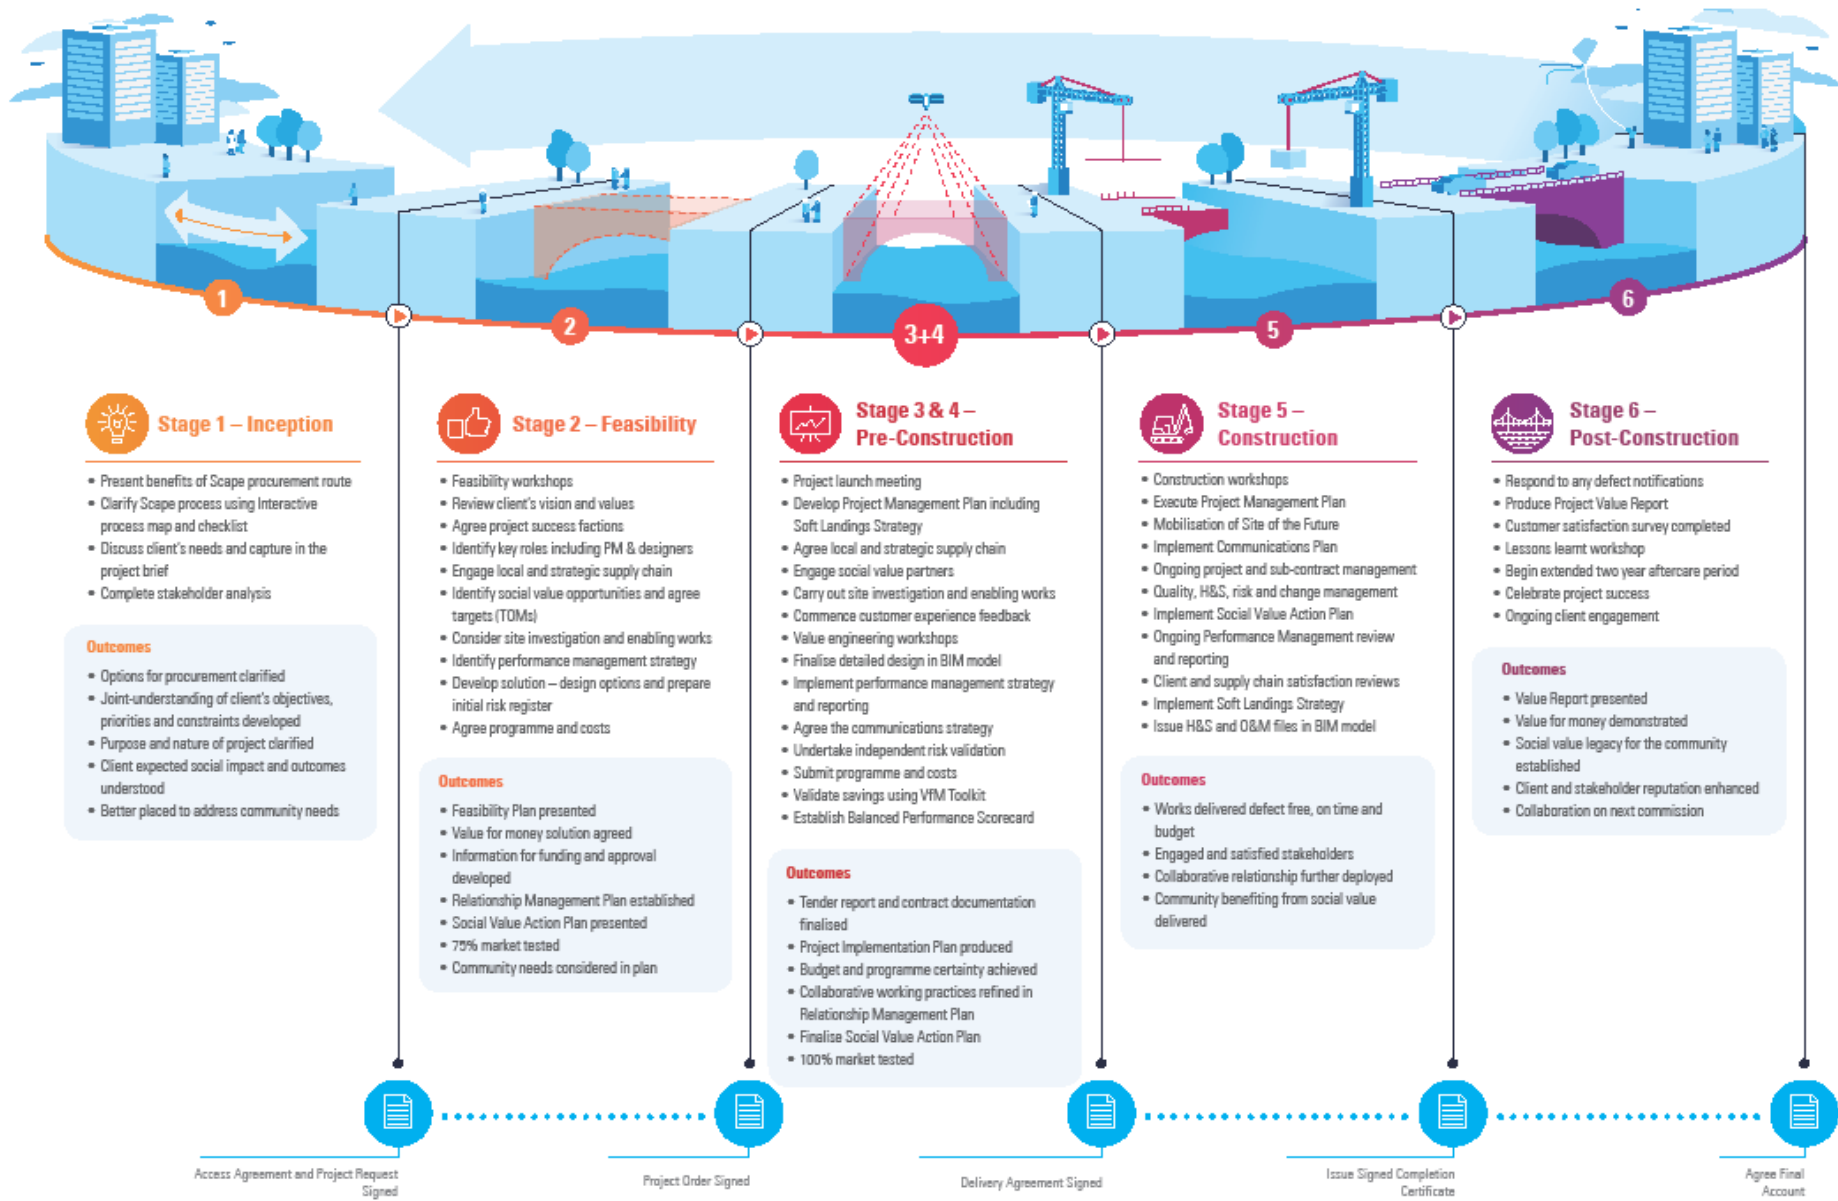 1
2
3+4
5
6
Stage 1 – Inception
• Present benefits of Scape procurement route
• Clarify Scape process using Interactive
process map and checklist
• Discuss client's needs and capture in the
project brief
• Complete stakeholder analysis
Outcomes
• Options for procurement clarified
• Joint-understanding of client's objectives,
priorities and constraints developed
• Purpose and nature of project clarified
• Client expected social impact and outcomes
understood
• Better placed to address community needs
Stage 2 – Feasibility
• Feasibility workshops
• Review client's vision and values
• Agree project success factions
• Identify key roles including PM & designers
• Engage local and strategic supply chain
• Identify social value opportunities and agree
targets (TOMs)
• Consider site investigation and enabling works
• Identify performance management strategy
• Develop solution – design options and prepare
initial risk register
• Agree programme and costs
Outcomes
• Feasibility Plan presented
• Value for money solution agreed
• Information for funding and approval
developed
• Relationship Management Plan established
• Social Value Action Plan presented
• 75% market tested
• Community needs considered in plan
Stage 3 & 4 –
Pre-Construction
• Project launch meeting
• Develop Project Management Plan including
Soft Landings Strategy
• Agree local and strategic supply chain
• Engage social value partners
• Carry out site investigation and enabling works
• Commence customer experience feedback
• Value engineering workshops
• Finalise detailed design in BIM model
• Implement performance management strategy
and reporting
• Agree the communications strategy
• Undertake independent risk validation
• Submit programme and costs
• Validate savings using VfM Toolkit
• Establish Balanced Performance Scorecard
Outcomes
• Tender report and contract documentation
finalised
• Project Implementation Plan produced
• Budget and programme certainty achieved
• Collaborative working practices refined in
Relationship Management Plan
• Finalise Social Value Action Plan
• 100% market tested
Stage 5 –
Construction
• Construction workshops
• Execute Project Management Plan
• Mobilisation of Site of the Future
• Implement Communications Plan
• Ongoing project and sub-contract management
• Quality, H&S, risk and change management
• Implement Social Value Action Plan
• Ongoing Performance Management review
and reporting
• Client and supply chain satisfaction reviews
• Implement Soft Landings Strategy
• Issue H&S and O&M files in BIM model
Outcomes
• Works delivered defect free, on time and
budget
• Engaged and satisfied stakeholders
• Collaborative relationship further deployed
• Community benefiting from social value
delivered
Stage 6 –
Post-Construction
• Respond to any defect notifications
• Produce Project Value Report
• Customer satisfaction survey completed
• Lessons learnt workshop
• Begin extended two year aftercare period
• Celebrate project success
• Ongoing client engagement
Outcomes
• Value Report presented
• Value for money demonstrated
• Social value legacy for the community
established
• Client and stakeholder reputation enhanced
• Collaboration on next commission
Access Agreement and Project Request
Signed
Project Order Signed
Delivery Agreement Signed
Issue Signed Completion
Certificate
Agree Final
Account